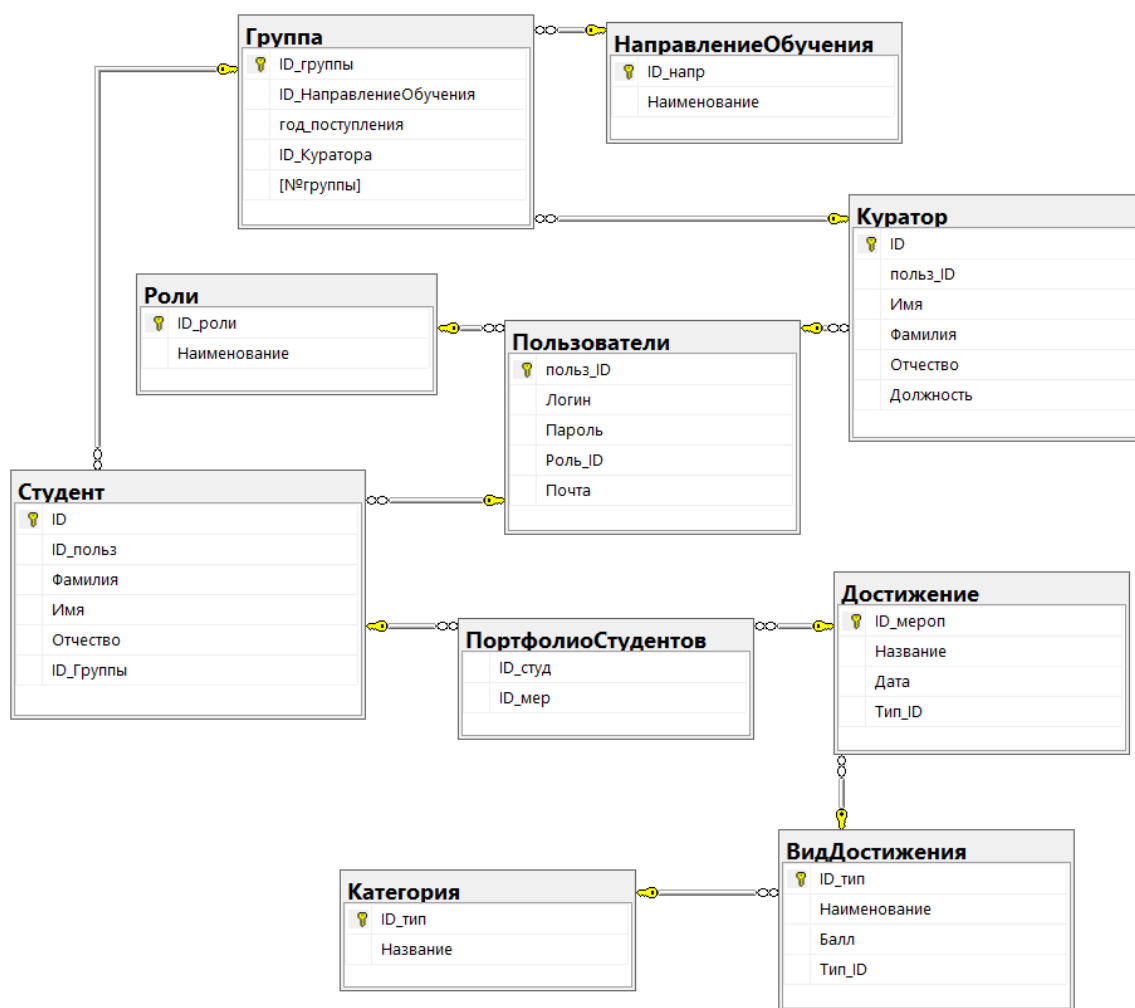 Группа
ID_группы
ID_НаправлениеОбучения
год_поступления
ID_Куратора
[№группы]
НаправлениеОбучения
ID_напр
Наименование
Куратор
ID
польз_ID
Имя
Фамилия
Отчество
Должность
Роли
ID_роли
Наименование
Пользователи
польз_ID
Логин
Пароль
Роль_ID
Почта
Студент
ID
ID_польз
Фамилия
Имя
Отчество
ID_Группы
ПортфолиоСтудентов
ID_студ
ID_мер
Достижение
ID_мероп
Название
Дата
Тип_ID
ВидДостижения
ID_тип
Наименование
Балл
Тип_ID
Категория
ID_тип
Название